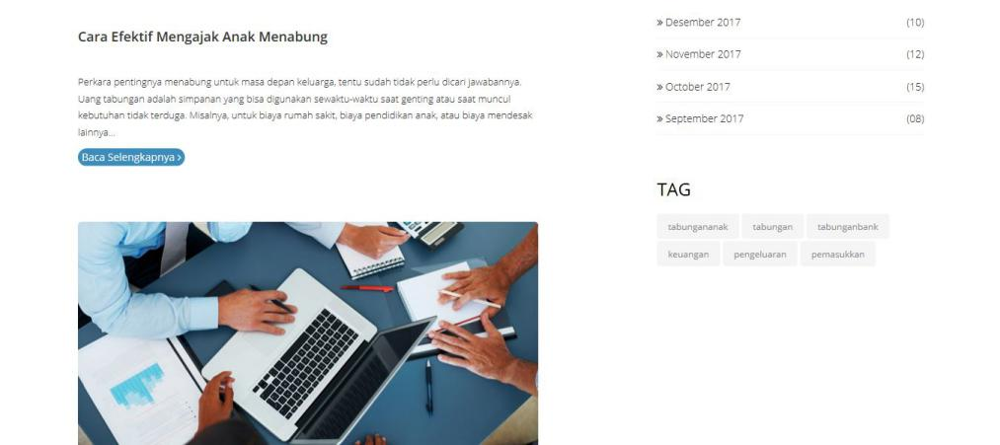 Cara Efektif Mengajak Anak Menabung
Perkara pentingnya menabung untuk masa depan keluarga, tentu sudah tidak perlu dicari jawabannya.
Uang tabungan adalah simpanan yang bisa digunakan sewaktu-waktu saat genting atau saat muncul
kebutuhan tidak terduga. Misalnya, untuk biaya rumah sakit, biaya pendidikan anak, atau biaya mendesak
lainnya...
Baca Selengkapnya ›
» Desember 2017 (10)
» November 2017 (12)
» October 2017 (15)
» September 2017 (08)
TAG
tabungananak tabungan tabunganbank
keuangan pengeluaran pemasukkan